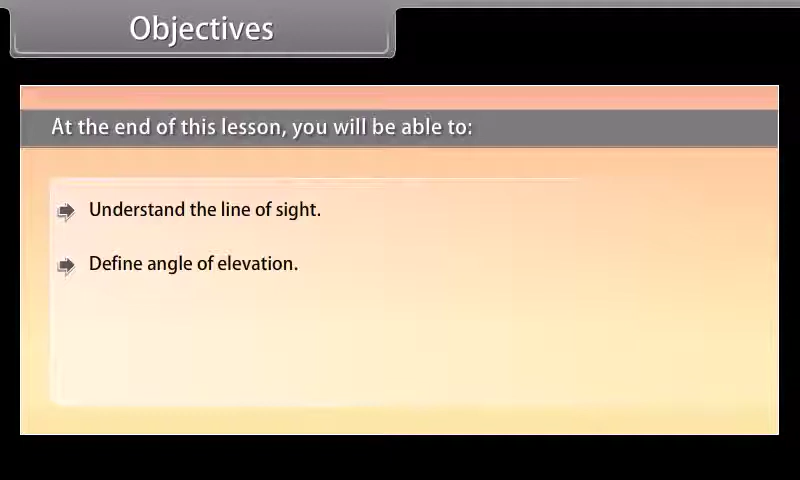 Objectives
At the end of this lesson, you will be able to:
Understand the line of sight.
Define angle of elevation.